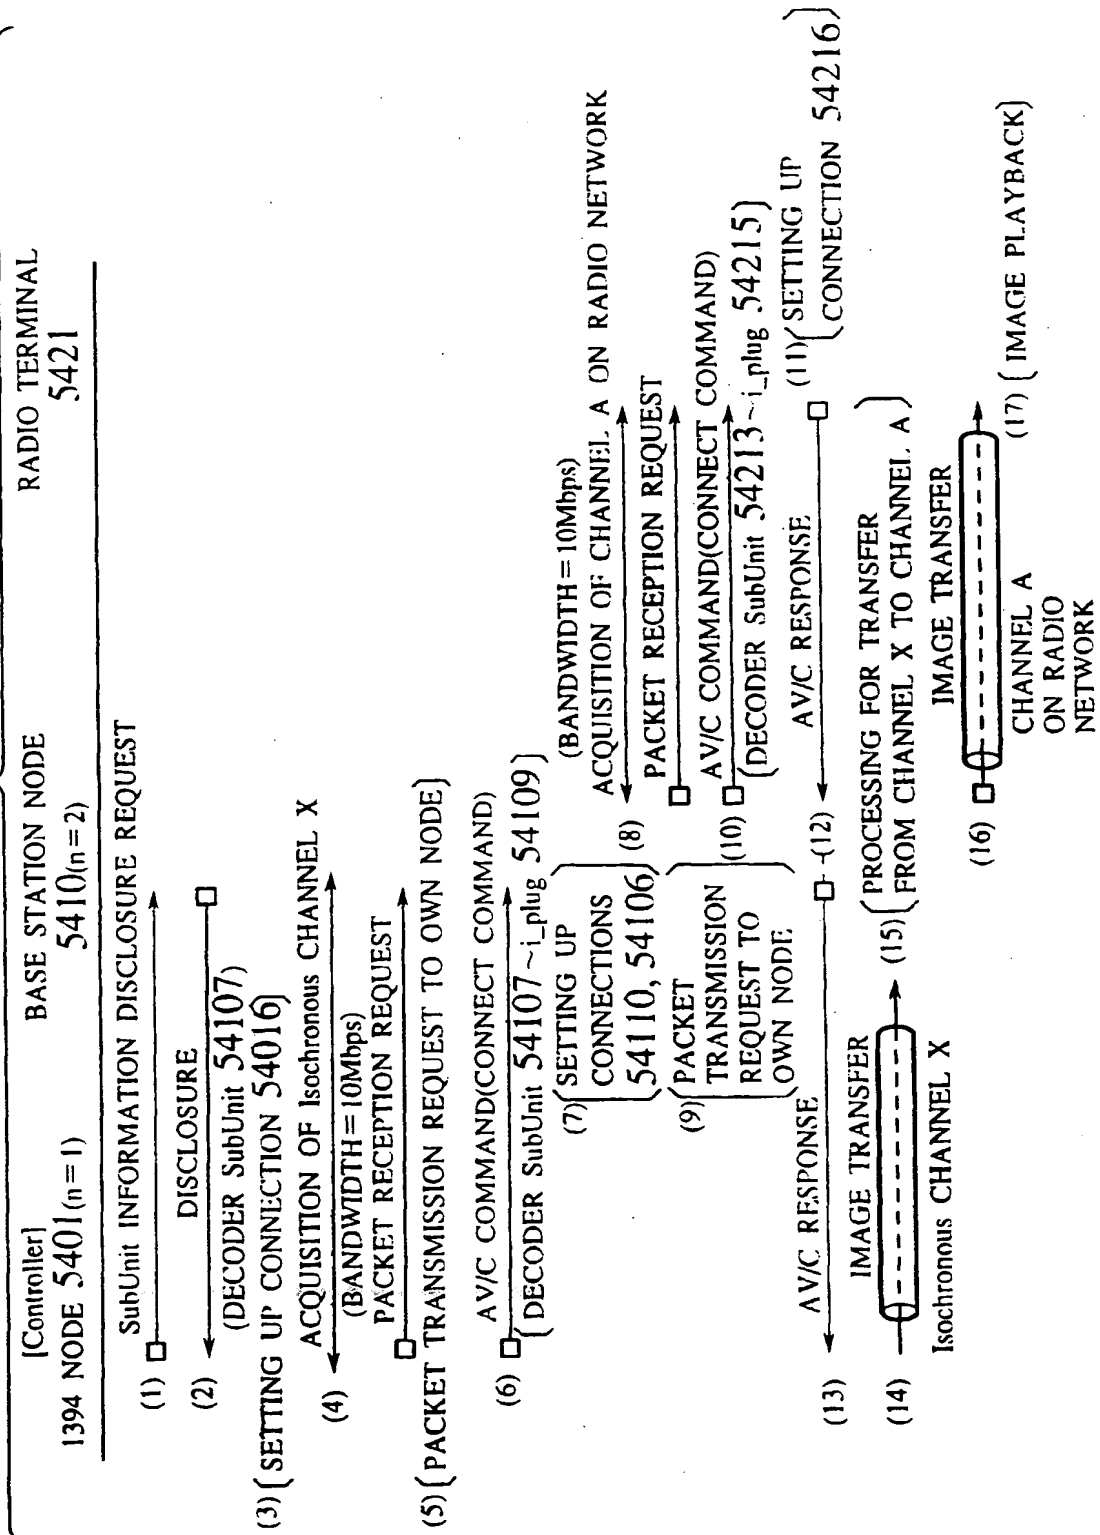 [Controller]
1394 NODE 5401(n=1)
BASE STATION NODE
5410(n=2)
RADIO TERMINAL
5421
SubUnit INFORMATION DISCLOSURE REQUEST
(1)
DISCLOSURE
(2)
(DECODER SubUnit 54107)
(3) [SETTING UP CONNECTION 54016]
ACQUISITION OF Isochronous CHANNEL X
(4)
(BANDWIDTH=10Mbps)
PACKET RECEPTION REQUEST
(5) [PACKET TRANSMISSION REQUEST TO OWN NODE]
AV/C COMMAND(CONNECT COMMAND)
(6)
[DECODER SubUnit 54107~i_plug 54109]
(7) [SETTING UP
CONNECTIONS
54110, 54106]
(BANDWIDTH=10Mbps)
ACQUISITION OF CHANNEL A ON RADIO NETWORK
(8)
PACKET RECEPTION REQUEST
(9) [PACKET
TRANSMISSION
REQUEST TO
OWN NODE]
AV/C COMMAND(CONNECT COMMAND)
(10)
[DECODER SubUnit 54213~i_plug 54215]
(11) [SETTING UP
CONNECTION 54216]
AV/C RESPONSE
(12)
AV/C RESPONSE
(13)
IMAGE TRANSFER
(14)
Isochronous CHANNEL X
(15) [PROCESSING FOR TRANSFER
FROM CHANNEL X TO CHANNEL A]
IMAGE TRANSFER
(16)
CHANNEL A
ON RADIO
NETWORK
(17) [IMAGE PLAYBACK]